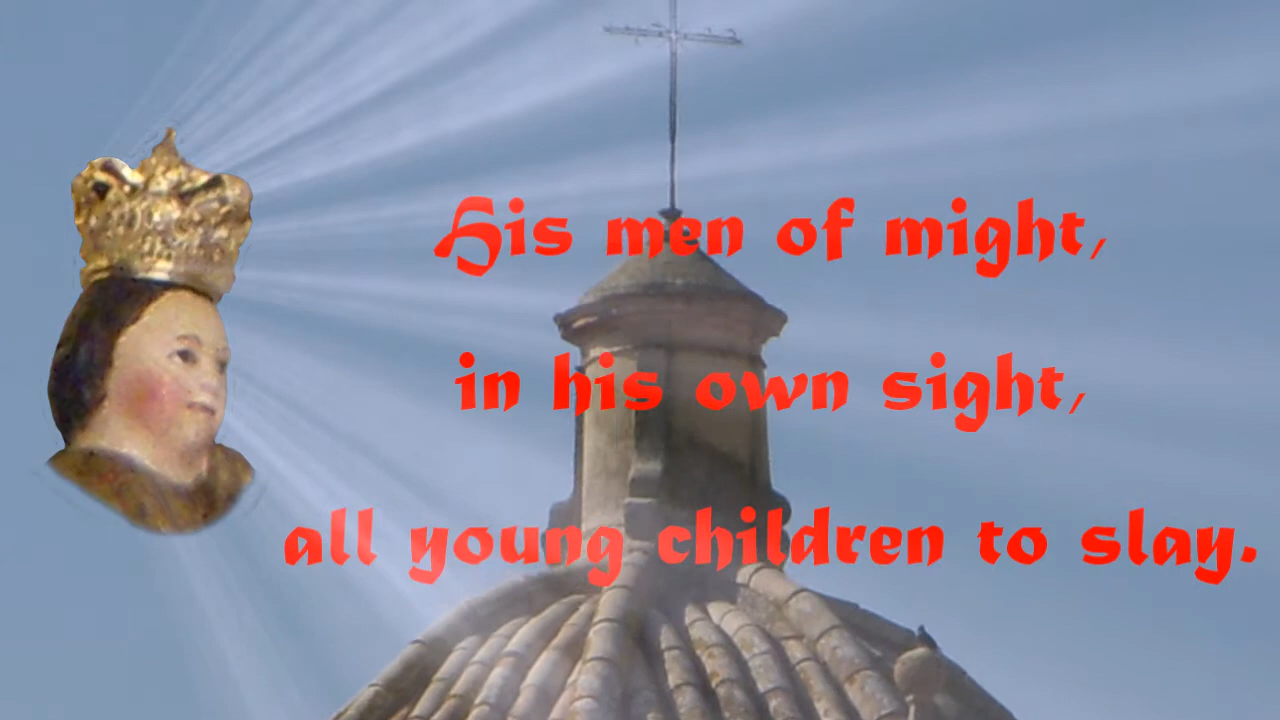 His men of might,
in his own sight,
all young children to slay.